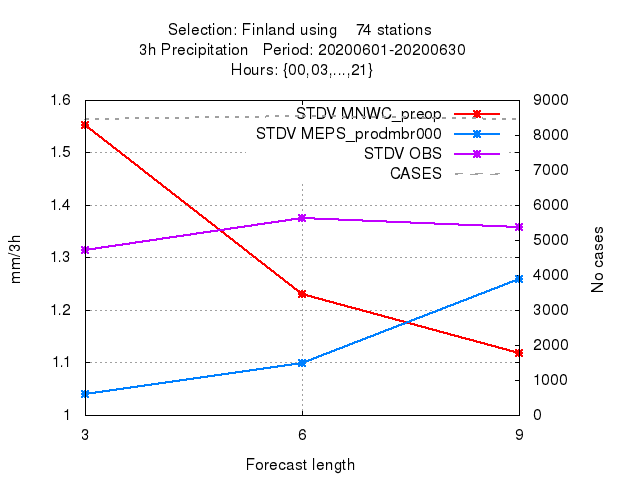 Selection: Finland using 74 stations
3h Precipitation Period: 20200601-20200630
Hours: {00,03,...,21}
STDV MNWC_preop
STDV MEPS_prodmbr000
STDV OBS
CASES
1.6
1.5
1.4
1.3
1.2
1.1
1
mm/3h
9000
8000
7000
6000
5000
4000
3000
2000
1000
0
No cases
3 6 9
Forecast length